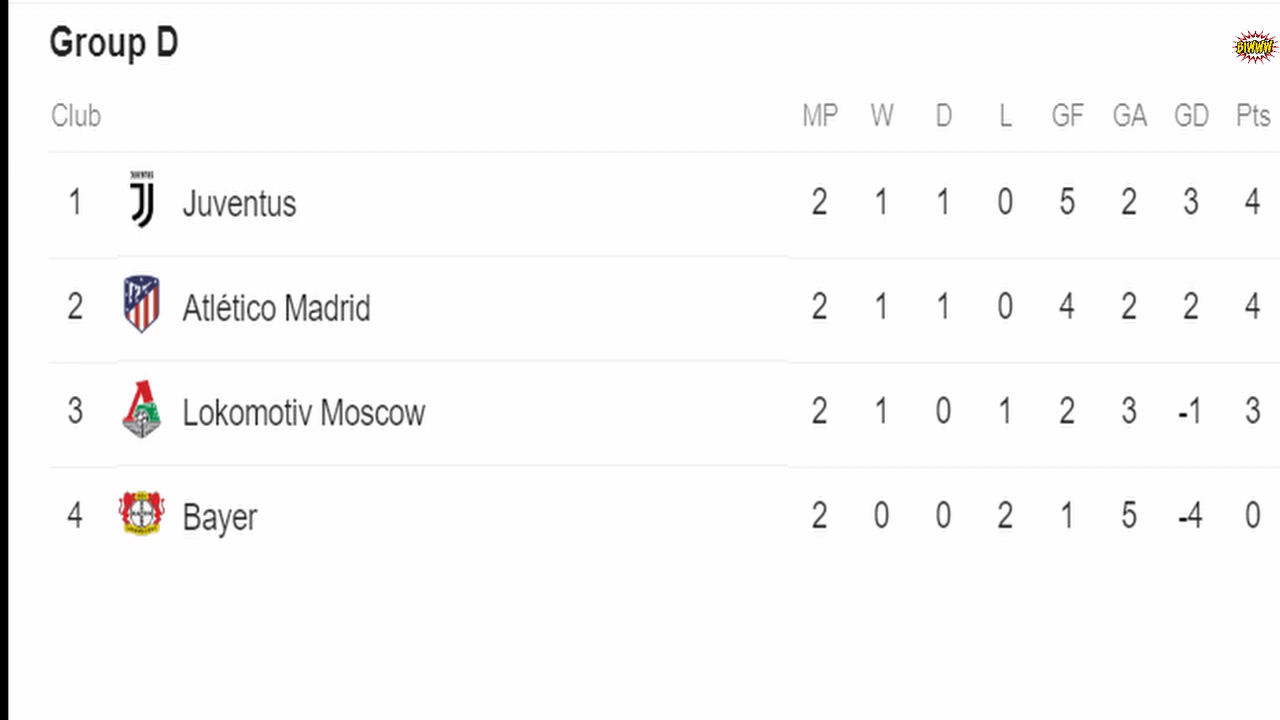 Group D
BIWWW
Club MP W D L GF GA GD Pts
JUVENTUS
1 Juventus 2 1 1 0 5 2 3 4
2 Atlético Madrid 2 1 1 0 4 2 2 4
3 Lokomotiv Moscow 2 1 0 1 2 3 -1 3
4 Bayer 2 0 0 2 1 5 -4 0